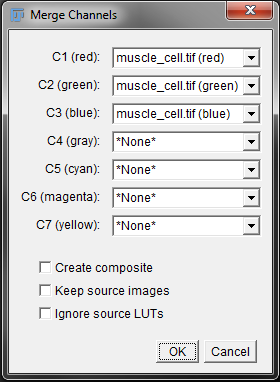 Merge Channels
C1 (red): muscle_cell.tif (red)
C2 (green): muscle_cell.tif (green)
C3 (blue): muscle_cell.tif (blue)
C4 (gray): *None*
C5 (cyan): *None*
C6 (magenta): *None*
C7 (yellow): *None*
Create composite
Keep source images
Ignore source LUTs
OK Cancel